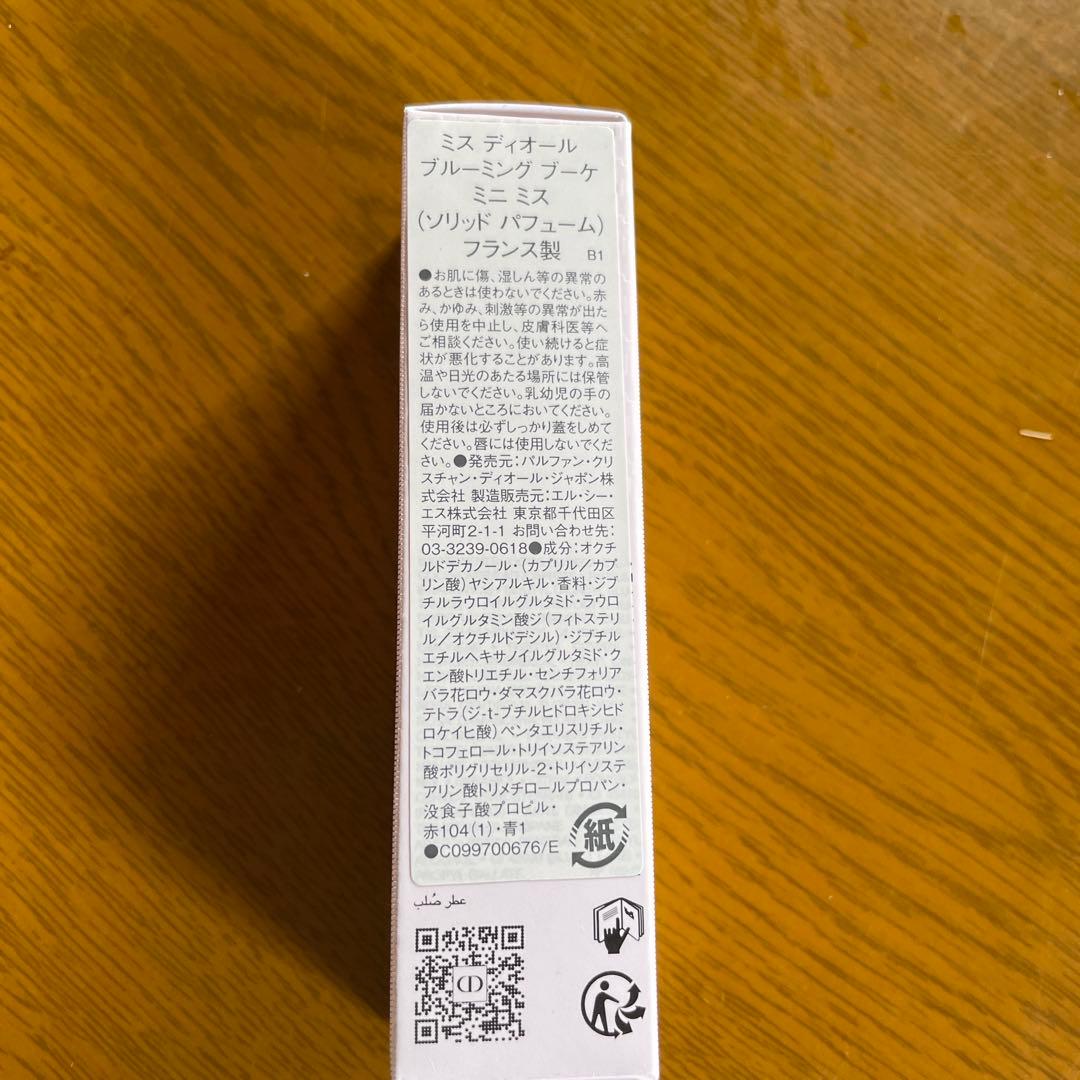 ミス ディオール
ブルーミング ブーケ
ミニ ミス
(ソリッド パフューム)
フランス製 B1
●お肌に傷、湿しん等の異常の
あるときは使わないでください。赤
み、かゆみ、刺激等の異常が出た
ら使用を中止し、皮膚科医等へ
ご相談ください。使い続けると症
状が悪化することがあります。高
温や日光のあたる場所には保管
しないでください。乳幼児の手の
届かないところにおいてください。
使用後は必ずしっかり蓋をしめて
ください。唇には使用しないでくだ
さい。●発売元:パルファン・クリ
スチャン・ディオール・ジャポン株
式会社 製造販売元:エル・シー・
エス株式会社 東京都千代田区
平河町2-1-1 お問い合わせ先:
03-3239-0618●成分:オクチ
ルドデカノール・(カプリル/カプ
リン酸)ヤシアルキル・香料・ジブ
チルラウロイルグルタミド・ラウロ
イルグルタミン酸ジ(フィトステリ
ル/オクチルドデシル)・ジブチル
エチルヘキサノイルグルタミド・ク
エン酸トリエチル・センチフォリア
バラ花ロウ・ダマスクバラ花ロウ・
テトラ(ジ-t-ブチルヒドロキシヒド
ロケイヒ酸)ペンタエリスリチル・
トコフェロール・トリイソステアリン
酸ポリグリセリル-2・トリイソステ
アリン酸トリメチロールプロパン・
没食子酸プロピル・
赤104(1)・青1
●C099700676/E
紙
عطر صُلب
CD